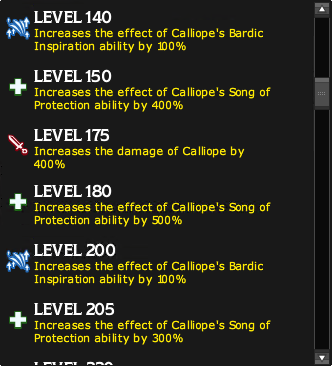 LEVEL 140
Increases the effect of Calliope's Bardic
Inspiration ability by 100%
LEVEL 150
Increases the effect of Calliope's Song of
Protection ability by 400%
LEVEL 175
Increases the damage of Calliope by
400%
LEVEL 180
Increases the effect of Calliope's Song of
Protection ability by 500%
LEVEL 200
Increases the effect of Calliope's Bardic
Inspiration ability by 100%
LEVEL 205
Increases the effect of Calliope's Song of
Protection ability by 300%
LEVEL